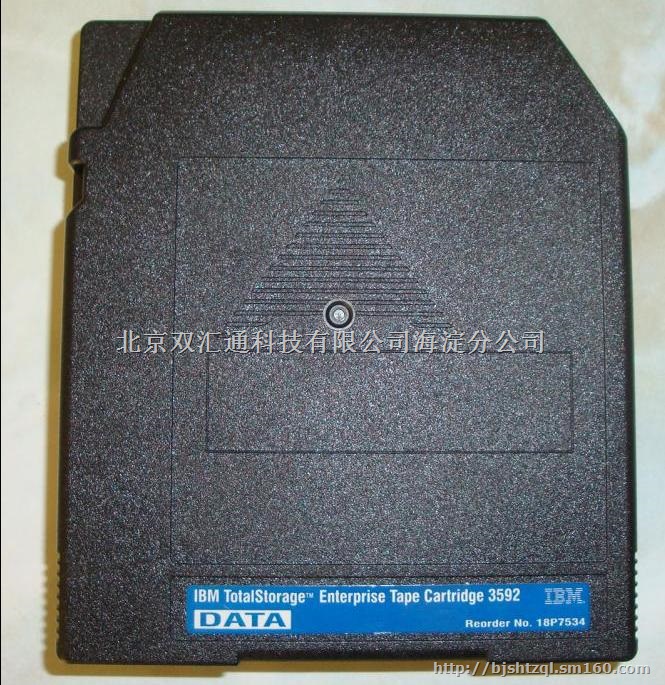 北京双汇通科技有限公司海淀分公司
IBM TotalStorage™ Enterprise Tape Cartridge 3592
IBM
DATA
Reorder No. 18P7534
http://bjshtzql.sm160.com/